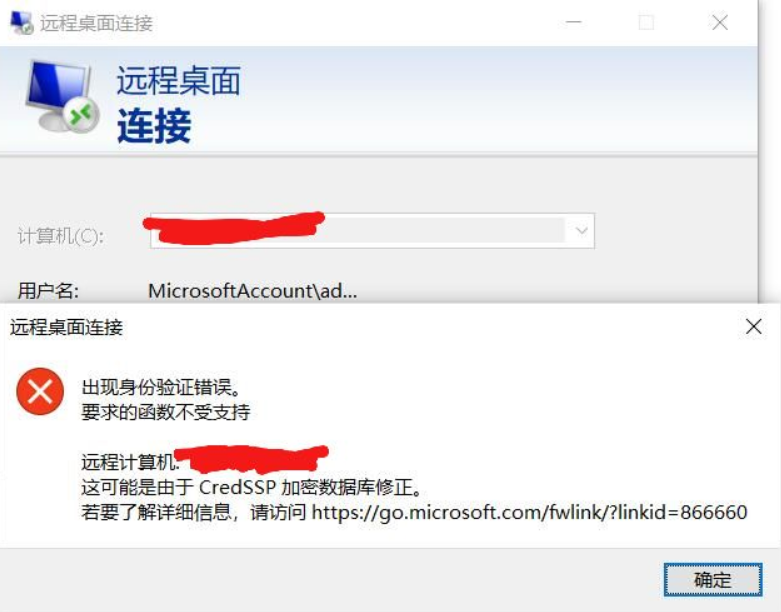 远程桌面连接
远程桌面
连接
计算机(C):
用户名: MicrosoftAccount\ad...
远程桌面连接
出现身份验证错误。
要求的函数不受支持
远程计算机:
这可能是由于 CredSSP 加密数据库修正。
若要了解详细信息，请访问 https://go.microsoft.com/fwlink/?linkid=866660
确定